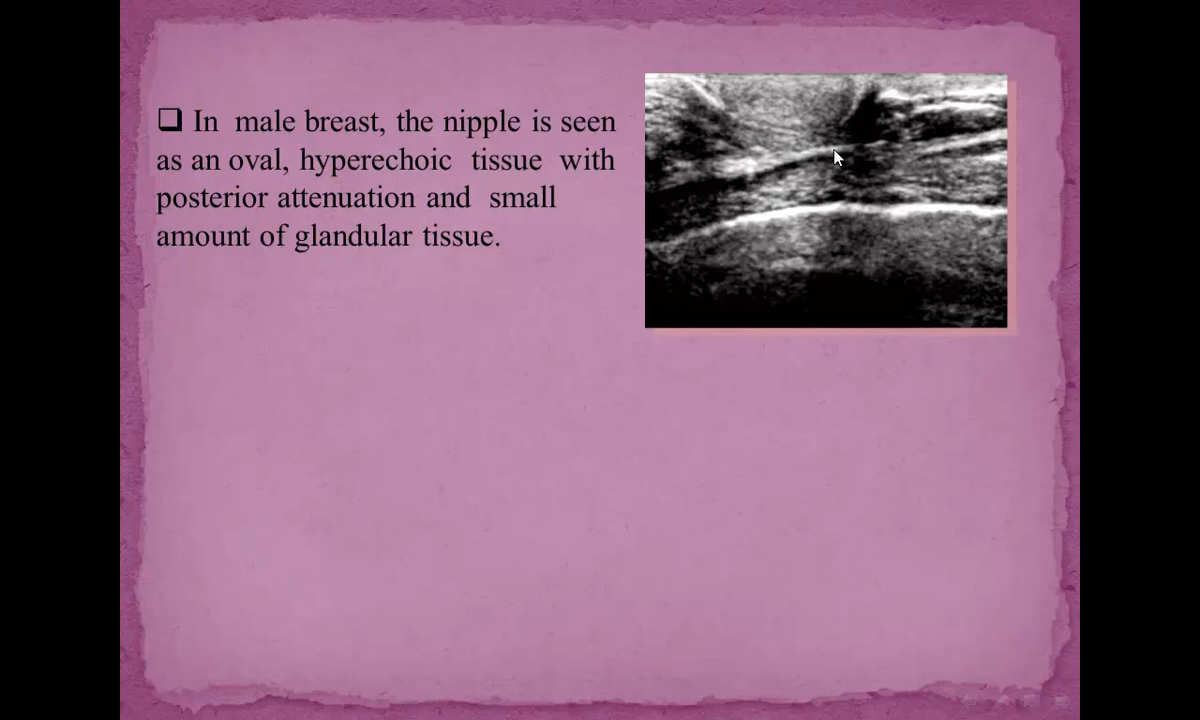 ❑ In male breast, the nipple is seen
as an oval, hyperechoic tissue with
posterior attenuation and small
amount of glandular tissue.